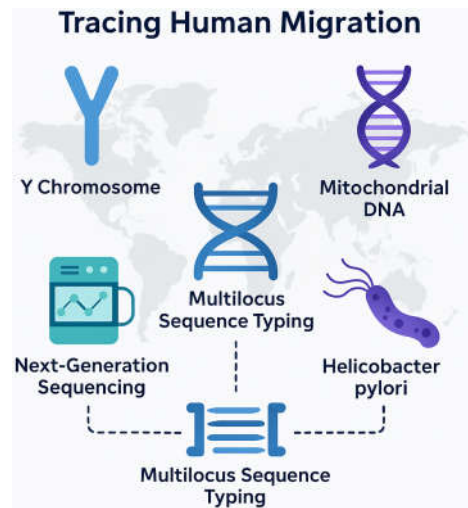 Tracing Human Migration
Y Chromosome
Mitochondrial
DNA
Multilocus
Sequence Typing
Next-Generation
Sequencing
Helicobacter
pylori
Multilocus Sequence
Typing